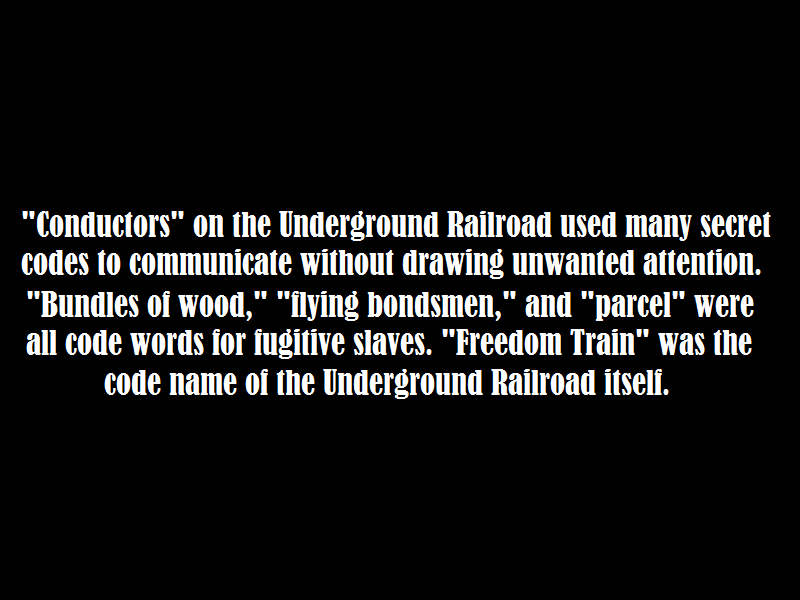 "Conductors" on the Underground Railroad used many secret
codes to communicate without drawing unwanted attention.
"Bundles of wood," "flying bondsmen," and "parcel" were
all code words for fugitive slaves. "Freedom Train" was the
code name of the Underground Railroad itself.